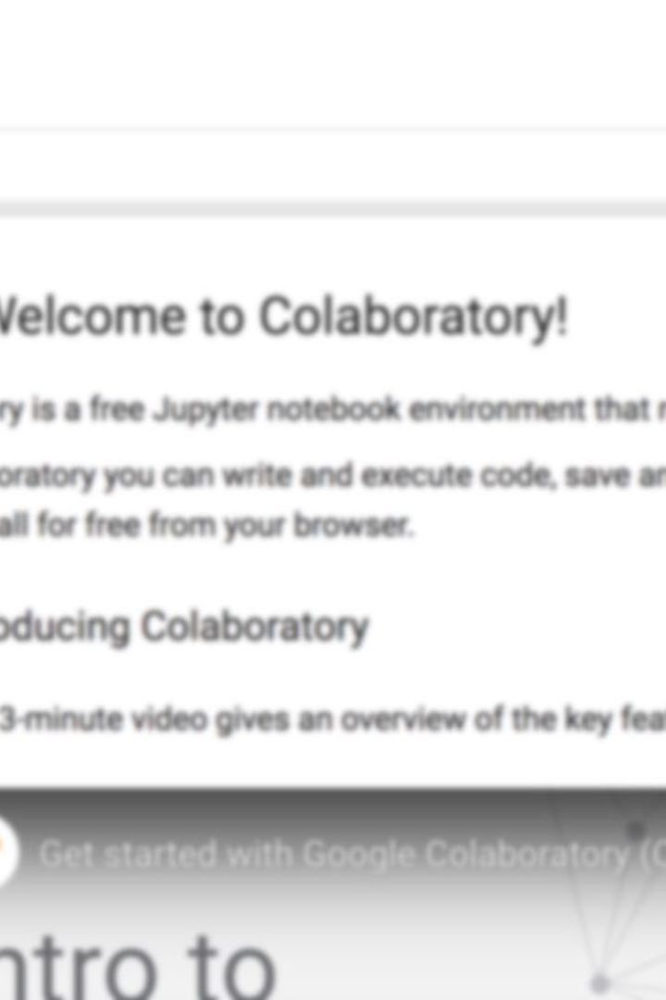 Welcome to Colaboratory!
ry is a free Jupyter notebook environment that r
oratory you can write and execute code, save an
all for free from your browser.
oducing Colaboratory
3-minute video gives an overview of the key feat
Get started with Google Colaboratory (C
ntro to